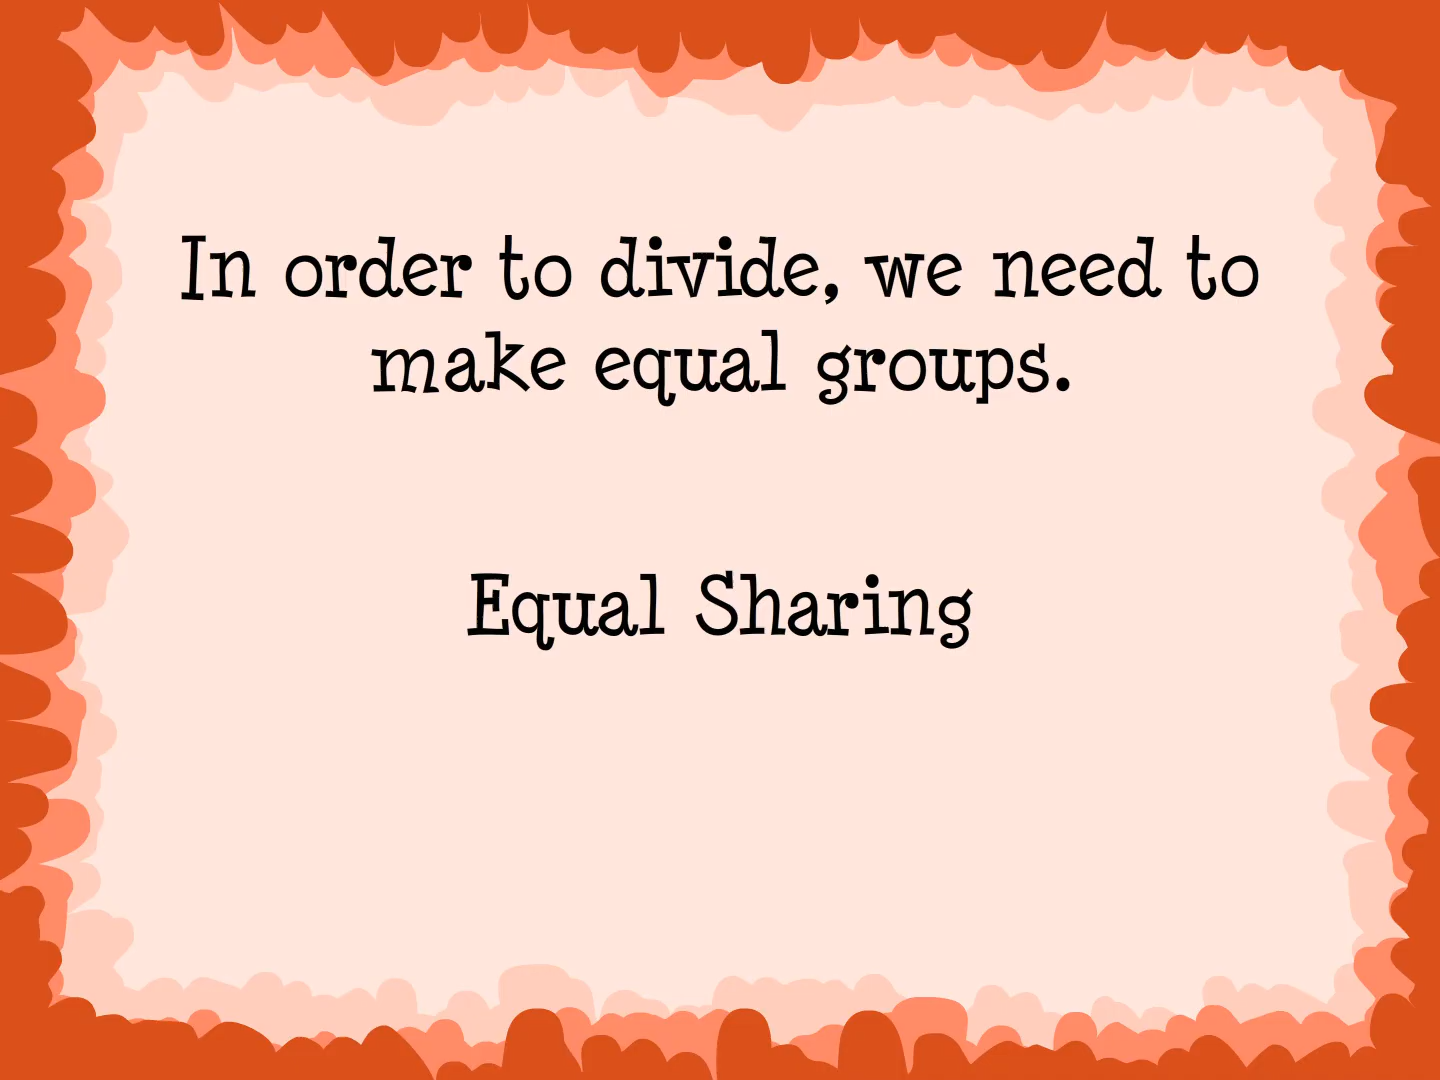 In order to divide, we need to
make equal groups.
Equal Sharing